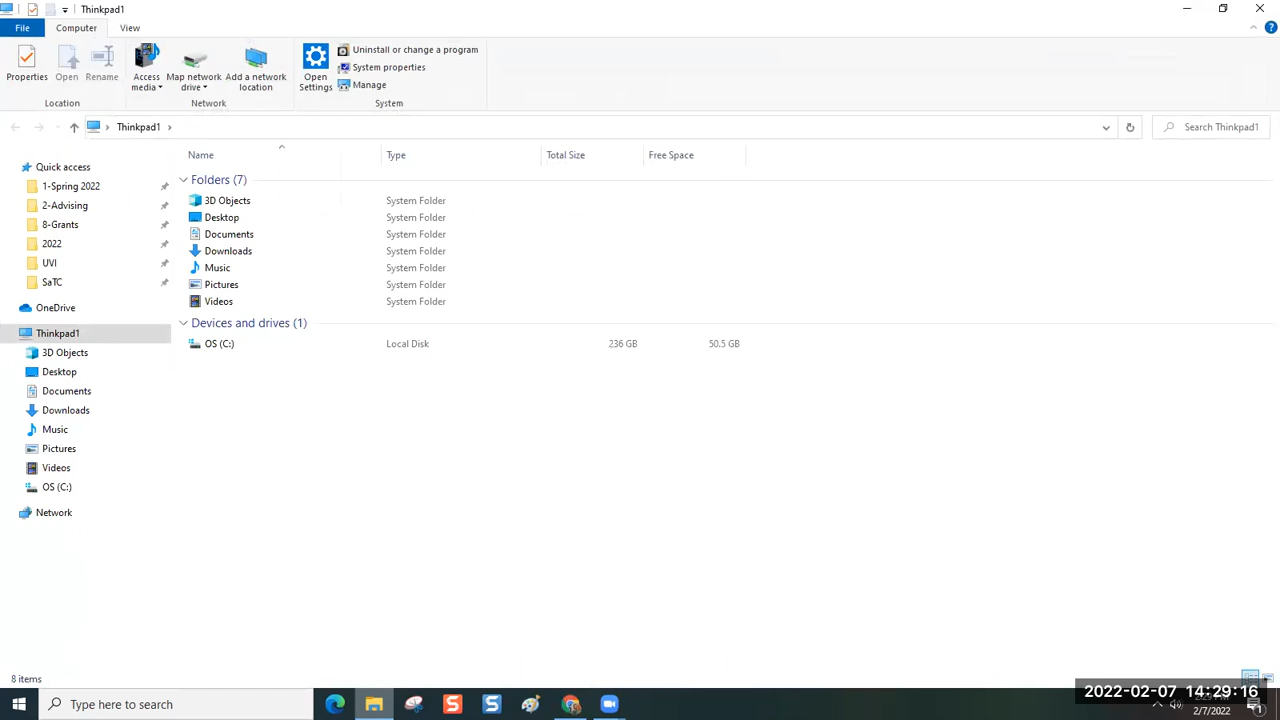 Thinkpad1
File Computer View
Properties Open Rename Access media Map network drive Add a network location Open Settings Uninstall or change a program
System properties
Manage
Location Network System
Thinkpad1 Search Thinkpad1
Name Type Total Size Free Space
Quick access
1-Spring 2022
2-Advising
8-Grants
2022
UVI
SaTC
OneDrive
Thinkpad1
3D Objects
Desktop
Documents
Downloads
Music
Pictures
Videos
OS (C:)
Network
Folders (7)
3D Objects System Folder
Desktop System Folder
Documents System Folder
Downloads System Folder
Music System Folder
Pictures System Folder
Videos System Folder
Devices and drives (1)
OS (C:) Local Disk 236 GB 50.5 GB
8 items
Type here to search
2022-02-07 14:29:16
2/7/2022
1